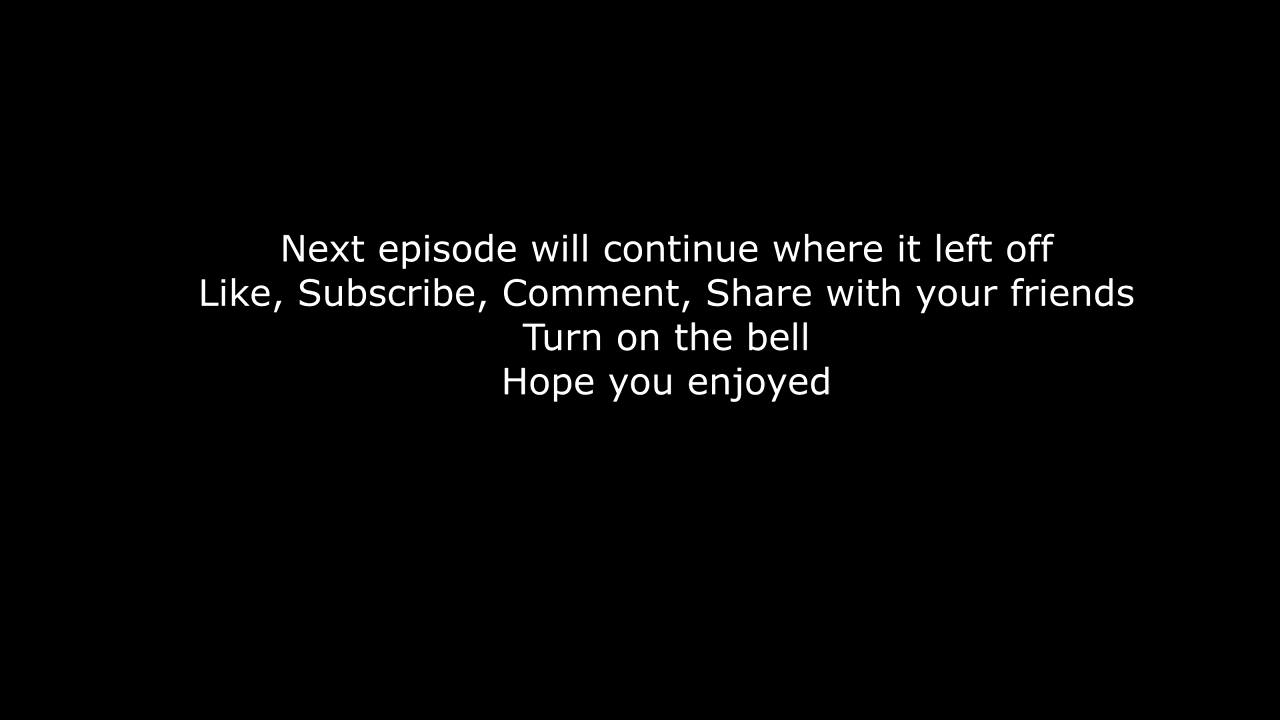 Next episode will continue where it left off
Like, Subscribe, Comment, Share with your friends
Turn on the bell
Hope you enjoyed